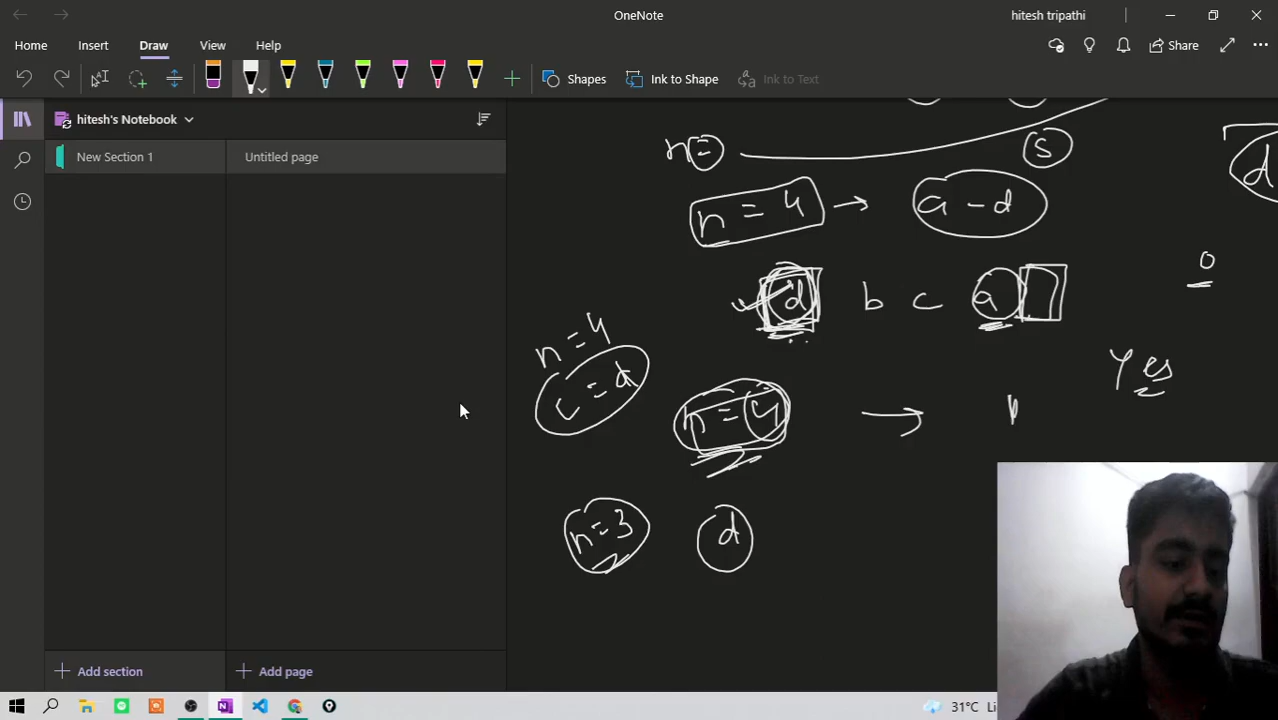 OneNote
hitesh tripathi
Home Insert Draw View Help
Share
Shapes
Ink to Shape
Ink to Text
hitesh's Notebook
New Section 1
Untitled page
n =
S
n = 4 → a - d
d
d b c a
0
n = 4
c = d
Yes
n = 4 →
n = 3 d
Add section
Add page
31°C